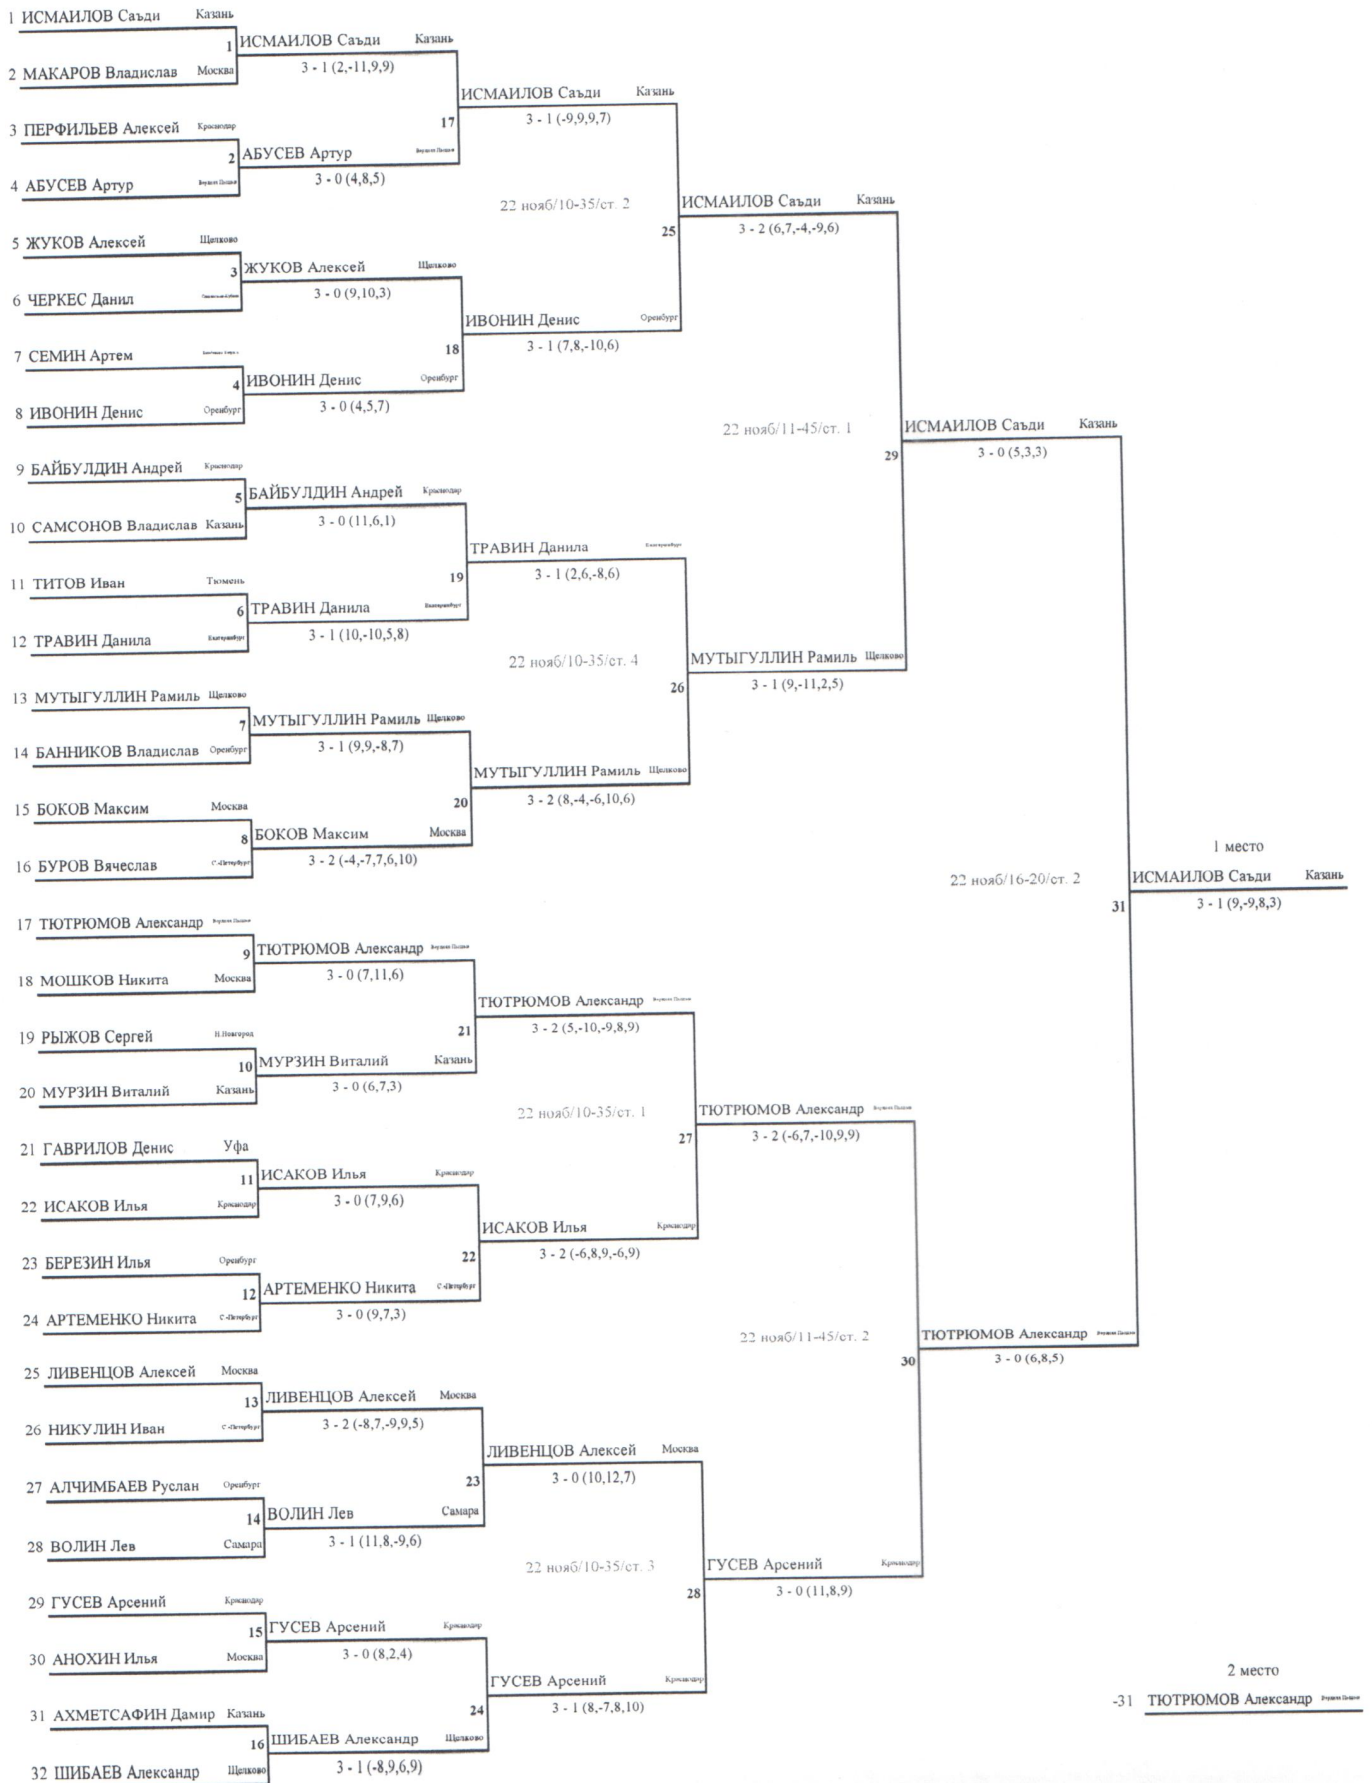 1 ИСМАИЛОВ Саъди Казань
1
2 МАКАРОВ Владислав Москва
3 ПЕРФИЛЬЕВ Алексей Краснодар
2
4 АБУСЕВ Артур
5 ЖУКОВ Алексей Щелково
3
6 ЧЕРКЕС Данил
7 СЕМИН Артем
4
8 ИВОНИН Денис Оренбург
9 БАЙБУЛДИН Андрей Краснодар
5
10 САМСОНОВ Владислав Казань
11 ТИТОВ Иван Тюмень
6
12 ТРАВИН Данила Екатеринбург
13 МУТЫГУЛЛИН Рамиль Щелково
7
14 БАННИКОВ Владислав Оренбург
15 БОКОВ Максим Москва
8
16 БУРОВ Вячеслав С.-Петербург
17 ТЮТРЮМОВ Александр
9
18 МОШКОВ Никита Москва
19 РЫЖОВ Сергей Н.Новгород
10
20 МУРЗИН Виталий Казань
21 ГАВРИЛОВ Денис Уфа
11
22 ИСАКОВ Илья Краснодар
23 БЕРЕЗИН Илья Оренбург
12
24 АРТЕМЕНКО Никита С.-Петербург
25 ЛИВЕНЦОВ Алексей Москва
13
26 НИКУЛИН Иван С.-Петербург
27 АЛЧИМБАЕВ Руслан Оренбург
14
28 ВОЛИН Лев Самара
29 ГУСЕВ Арсений Краснодар
15
30 АНОХИН Илья Москва
31 АХМЕТСАФИН Дамир Казань
16
32 ШИБАЕВ Александр Щелково
ИСМАИЛОВ Саъди Казань
3 - 1 (2,-11,9,9)
17
АБУСЕВ Артур
3 - 0 (4,8,5)
ЖУКОВ Алексей Щелково
3 - 0 (9,10,3)
18
ИВОНИН Денис Оренбург
3 - 0 (4,5,7)
БАЙБУЛДИН Андрей Краснодар
3 - 0 (11,6,1)
19
ТРАВИН Данила Екатеринбург
3 - 1 (10,-10,5,8)
МУТЫГУЛЛИН Рамиль Щелково
3 - 1 (9,9,-8,7)
20
БОКОВ Максим Москва
3 - 2 (-4,-7,7,6,10)
ТЮТРЮМОВ Александр
3 - 0 (7,11,6)
21
МУРЗИН Виталий Казань
3 - 0 (6,7,3)
ИСАКОВ Илья Краснодар
3 - 0 (7,9,6)
22
АРТЕМЕНКО Никита С.-Петербург
3 - 0 (9,7,3)
ЛИВЕНЦОВ Алексей Москва
3 - 2 (-8,7,-9,9,5)
23
ВОЛИН Лев Самара
3 - 1 (11,8,-9,6)
ГУСЕВ Арсений Краснодар
3 - 0 (8,2,4)
24
ШИБАЕВ Александр Щелково
3 - 1 (-8,9,6,9)
ИСМАИЛОВ Саъди Казань
3 - 1 (-9,9,9,7)
22 нояб/10-35/ст. 2
25
ИВОНИН Денис Оренбург
3 - 1 (7,8,-10,6)
ТРАВИН Данила Екатеринбург
3 - 1 (2,6,-8,6)
22 нояб/10-35/ст. 4
26
МУТЫГУЛЛИН Рамиль Щелково
3 - 2 (8,-4,-6,10,6)
ТЮТРЮМОВ Александр
3 - 2 (5,-10,-9,8,9)
22 нояб/10-35/ст. 1
27
ИСАКОВ Илья Краснодар
3 - 2 (-6,8,9,-6,9)
ЛИВЕНЦОВ Алексей Москва
3 - 0 (10,12,7)
22 нояб/10-35/ст. 3
28
ГУСЕВ Арсений Краснодар
3 - 1 (8,-7,8,10)
ИСМАИЛОВ Саъди Казань
3 - 2 (6,7,-4,-9,6)
22 нояб/11-45/ст. 1
29
МУТЫГУЛЛИН Рамиль Щелково
3 - 1 (9,-11,2,5)
ТЮТРЮМОВ Александр
3 - 2 (-6,7,-10,9,9)
22 нояб/11-45/ст. 2
30
ГУСЕВ Арсений Краснодар
3 - 0 (11,8,9)
ИСМАИЛОВ Саъди Казань
3 - 0 (5,3,3)
22 нояб/16-20/ст. 2
31
ТЮТРЮМОВ Александр
3 - 0 (6,8,5)
1 место
ИСМАИЛОВ Саъди Казань
3 - 1 (9,-9,8,3)
2 место
-31 ТЮТРЮМОВ Александр